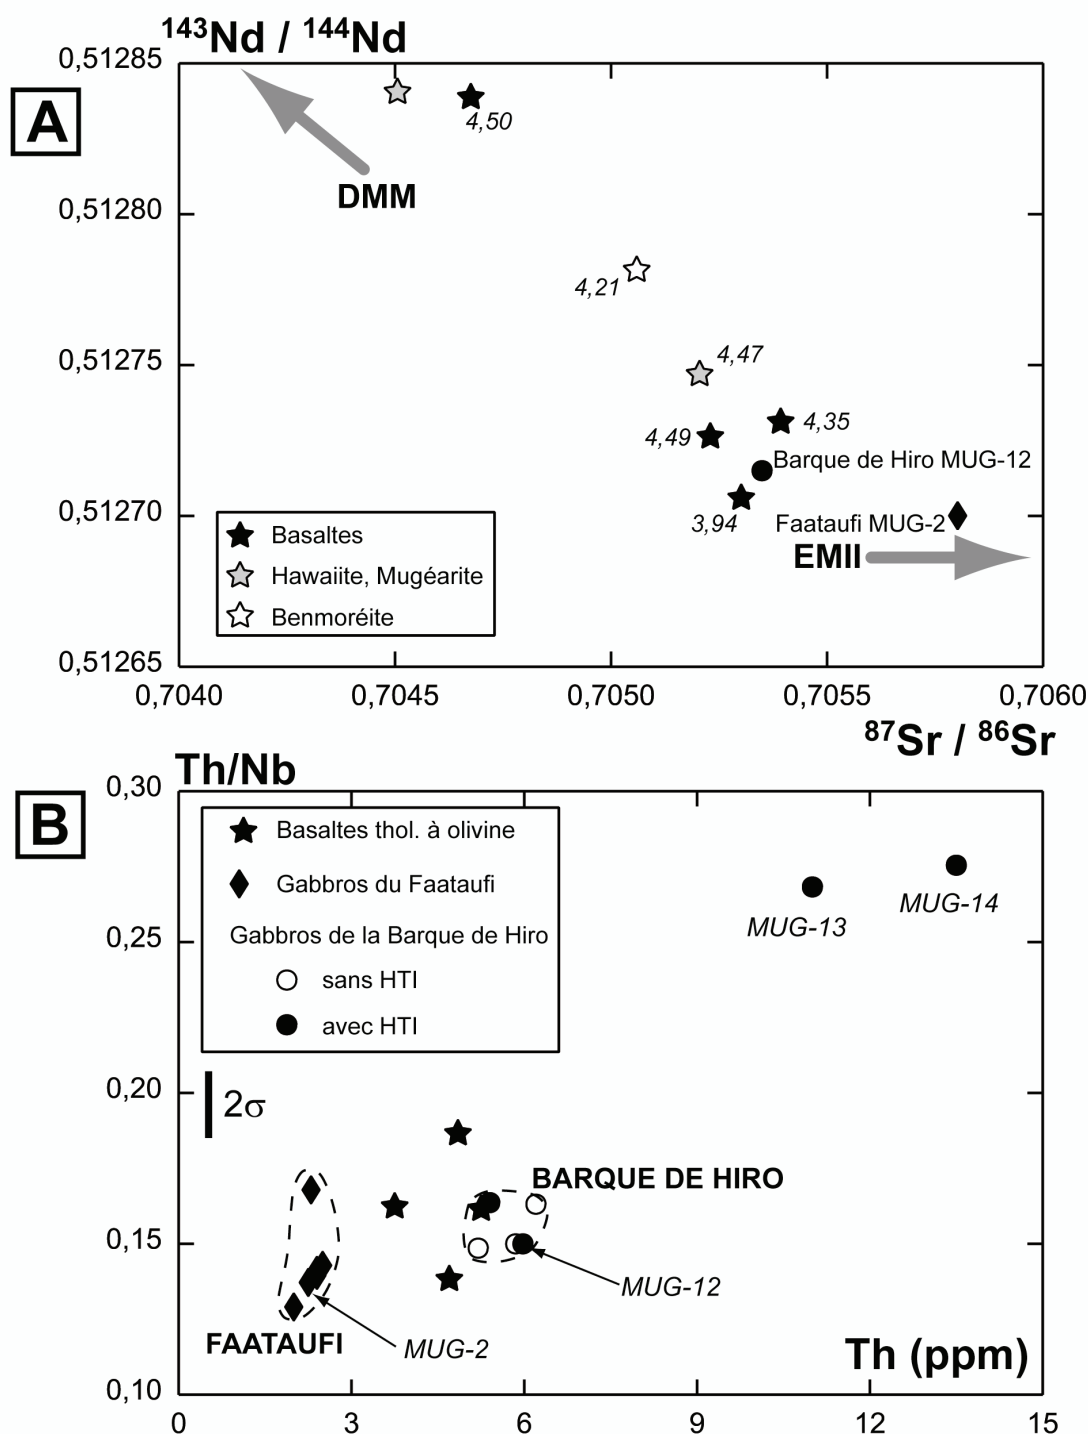 ¹⁴³Nd / ¹⁴⁴Nd
0,51285
A
4,50
DMM
0,51280
4,21
0,51275
4,47
4,49
4,35
Barque de Hiro MUG-12
3,94
Faataufi MUG-2
0,51270
EMII
Basaltes
Hawaiite, Mugéarite
Benmoréite
0,51265
0,7040 0,7045 0,7050 0,7055 0,7060
⁸⁷Sr / ⁸⁶Sr
Th/Nb
0,30
B
Basaltes thol. à olivine
Gabbros du Faataufi
Gabbros de la Barque de Hiro
sans HTI
avec HTI
MUG-14
MUG-13
0,25
0,20
2σ
BARQUE DE HIRO
0,15
MUG-12
FAATAUFI
MUG-2
Th (ppm)
0,10
0 3 6 9 12 15